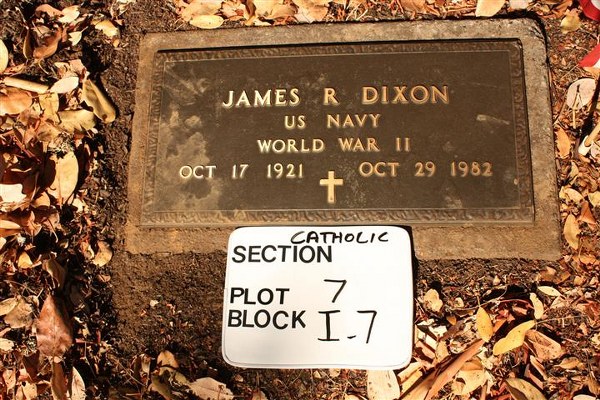 JAMES R DIXON
US NAVY
WORLD WAR II
OCT 17 1921 OCT 29 1982
CATHOLIC
SECTION
PLOT 7
BLOCK I-7